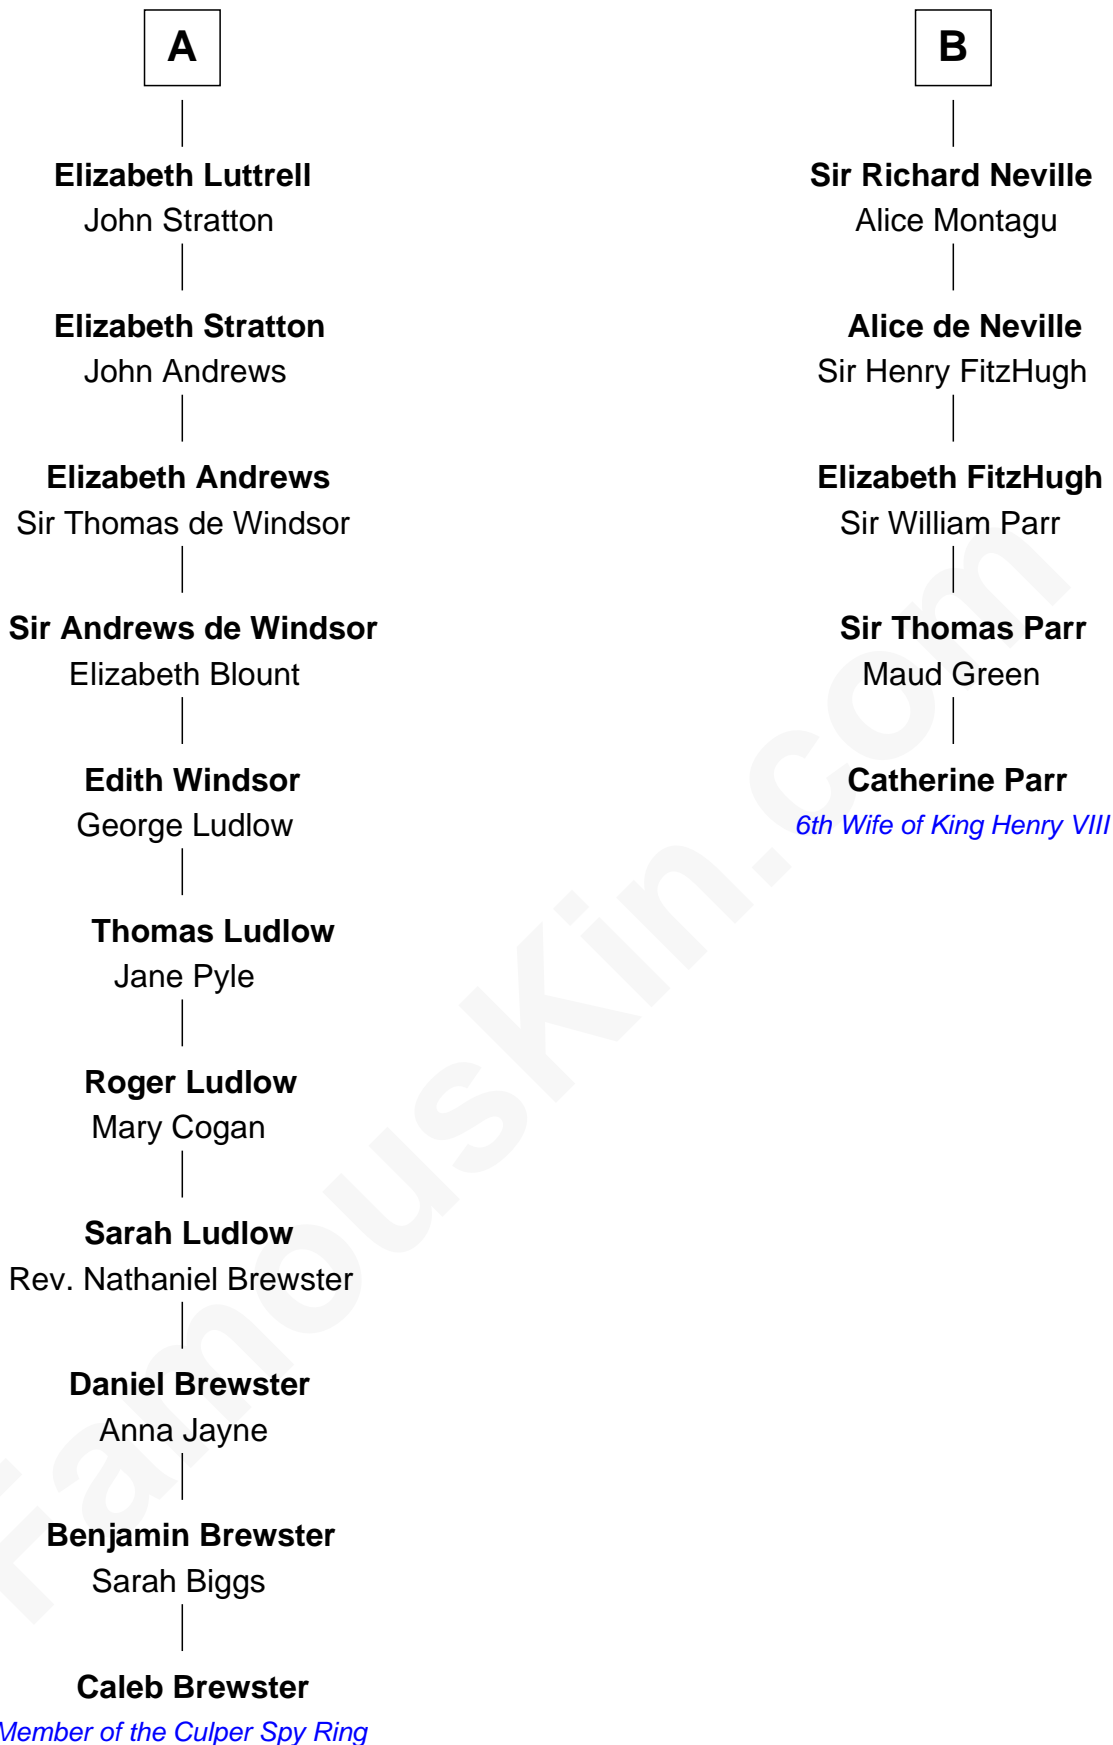 A
Elizabeth Luttrell
John Stratton
Elizabeth Stratton
John Andrews
Elizabeth Andrews
Sir Thomas de Windsor
Sir Andrews de Windsor
Elizabeth Blount
Edith Windsor
George Ludlow
Thomas Ludlow
Jane Pyle
Roger Ludlow
Mary Cogan
Sarah Ludlow
Rev. Nathaniel Brewster
Daniel Brewster
Anna Jayne
Benjamin Brewster
Sarah Biggs
Caleb Brewster
Member of the Culper Spy Ring
B
Sir Richard Neville
Alice Montagu
Alice de Neville
Sir Henry FitzHugh
Elizabeth FitzHugh
Sir William Parr
Sir Thomas Parr
Maud Green
Catherine Parr
6th Wife of King Henry VIII
FamousKin.com